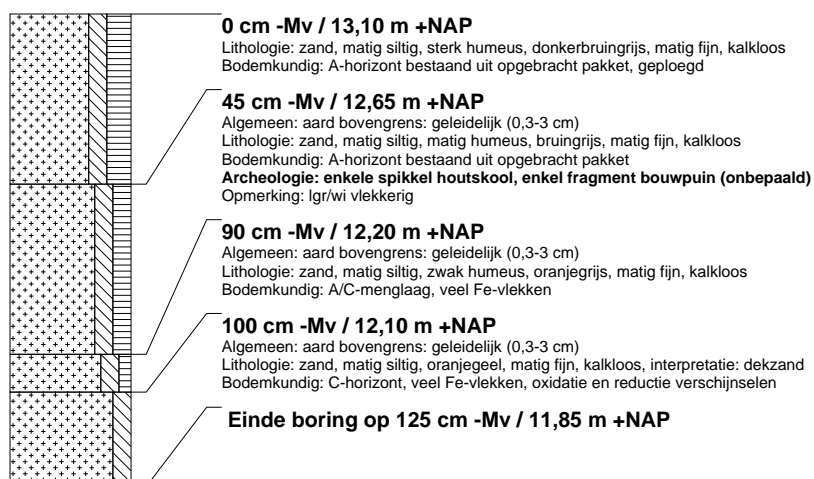 0 cm -Mv / 13,10 m +NAP
Lithologie: zand, matig siltig, sterk humeus, donkerbruingrijs, matig fijn, kalkloos
Bodemkundig: A-horizont bestaand uit opgebracht pakket, geploegd
45 cm -Mv / 12,65 m +NAP
Algemeen: aard bovengrens: geleidelijk (0,3-3 cm)
Lithologie: zand, matig siltig, matig humeus, bruingrijs, matig fijn, kalkloos
Bodemkundig: A-horizont bestaand uit opgebracht pakket
Archeologie: enkele spikkel houtskool, enkel fragment bouwpuin (onbepaald)
Opmerking: lgr/wi vlekkerig
90 cm -Mv / 12,20 m +NAP
Algemeen: aard bovengrens: geleidelijk (0,3-3 cm)
Lithologie: zand, matig siltig, zwak humeus, oranjegrijs, matig fijn, kalkloos
Bodemkundig: A/C-menglaag, veel Fe-vlekken
100 cm -Mv / 12,10 m +NAP
Algemeen: aard bovengrens: geleidelijk (0,3-3 cm)
Lithologie: zand, matig siltig, oranjegeel, matig fijn, kalkloos, interpretatie: dekzand
Bodemkundig: C-horizont, veel Fe-vlekken, oxidatie en reductie verschijnselen
Einde boring op 125 cm -Mv / 11,85 m +NAP